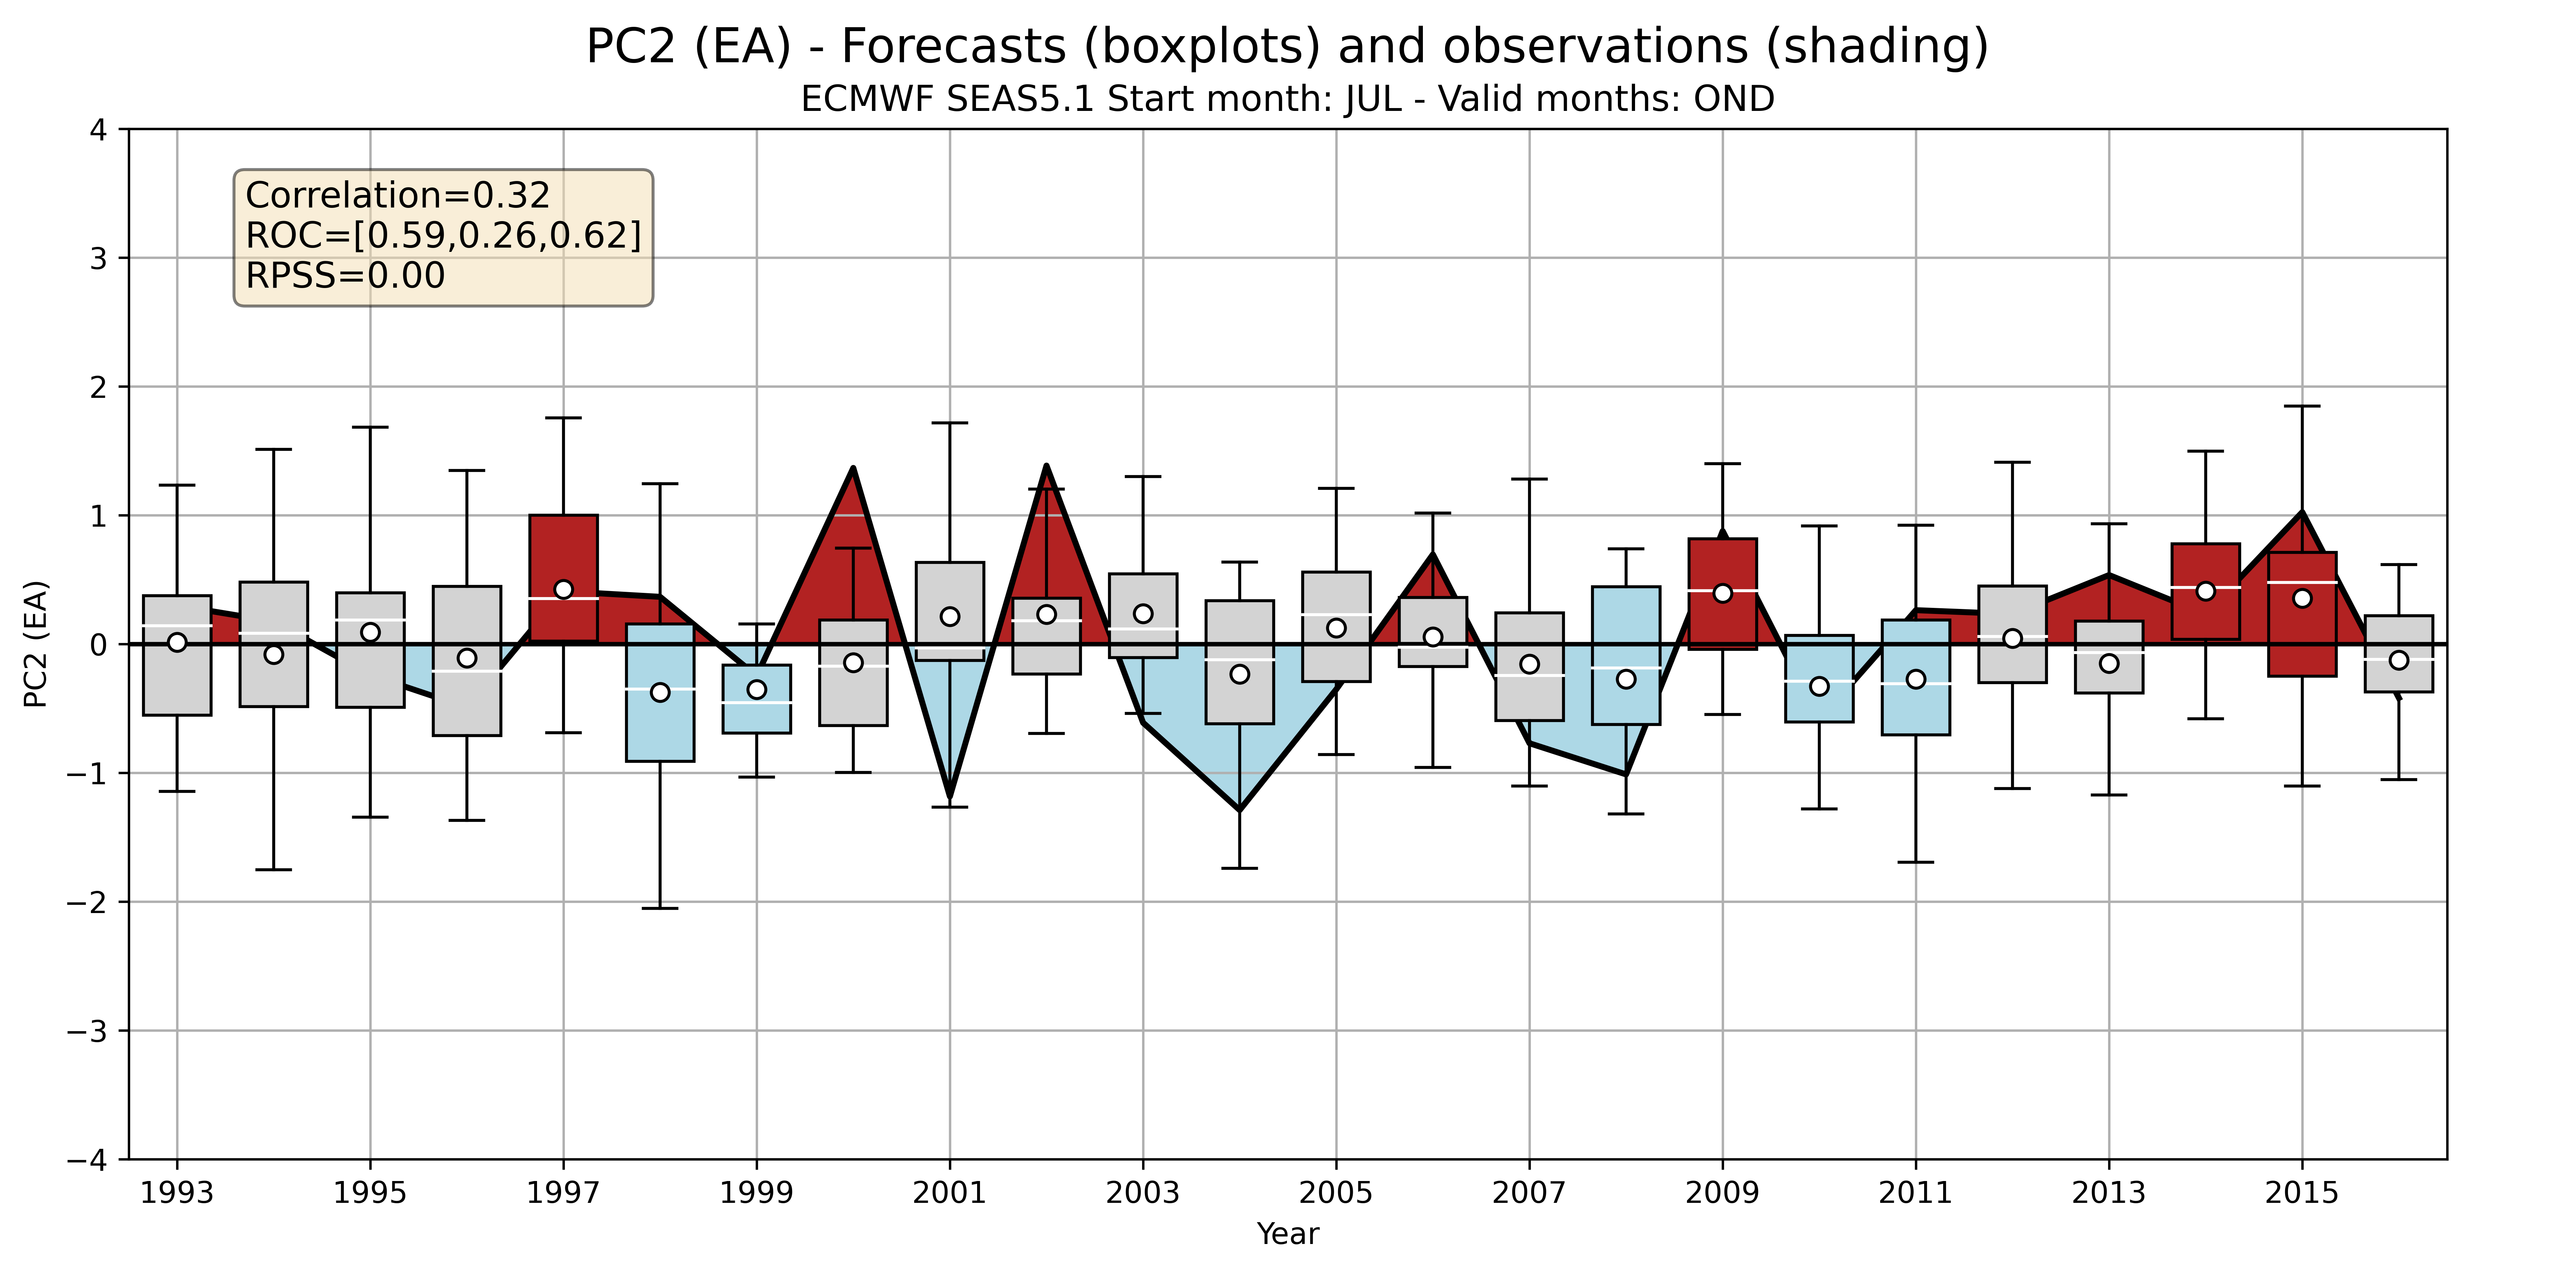 PC2 (EA) - Forecasts (boxplots) and observations (shading)
ECMWF SEAS5.1 Start month: JUL - Valid months: OND
Correlation=0.32
ROC=[0.59,0.26,0.62]
RPSS=0.00
PC2 (EA)
4
3
2
1
0
−1
−2
−3
−4
1993 1995 1997 1999 2001 2003 2005 2007 2009 2011 2013 2015
Year